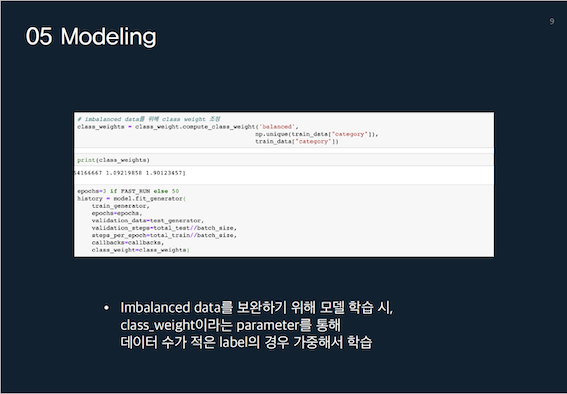 9
05 Modeling
# imbalanced data를 위해 class weight 조정
class_weights = class_weight.compute_class_weight('balanced',
np.unique(train_data["category"]),
train_data["category"])
print(class_weights)
54166667 1.09219858 1.90123457]
epochs=3 if FAST_RUN else 50
history = model.fit_generator(
train_generator,
epochs=epochs,
validation_data=test_generator,
validation_steps=total_test//batch_size,
steps_per_epoch=total_train//batch_size,
callbacks=callbacks,
class_weight=class_weights)
• Imbalanced data를 보완하기 위해 모델 학습 시,
class_weight이라는 parameter를 통해
데이터 수가 적은 label의 경우 가중해서 학습